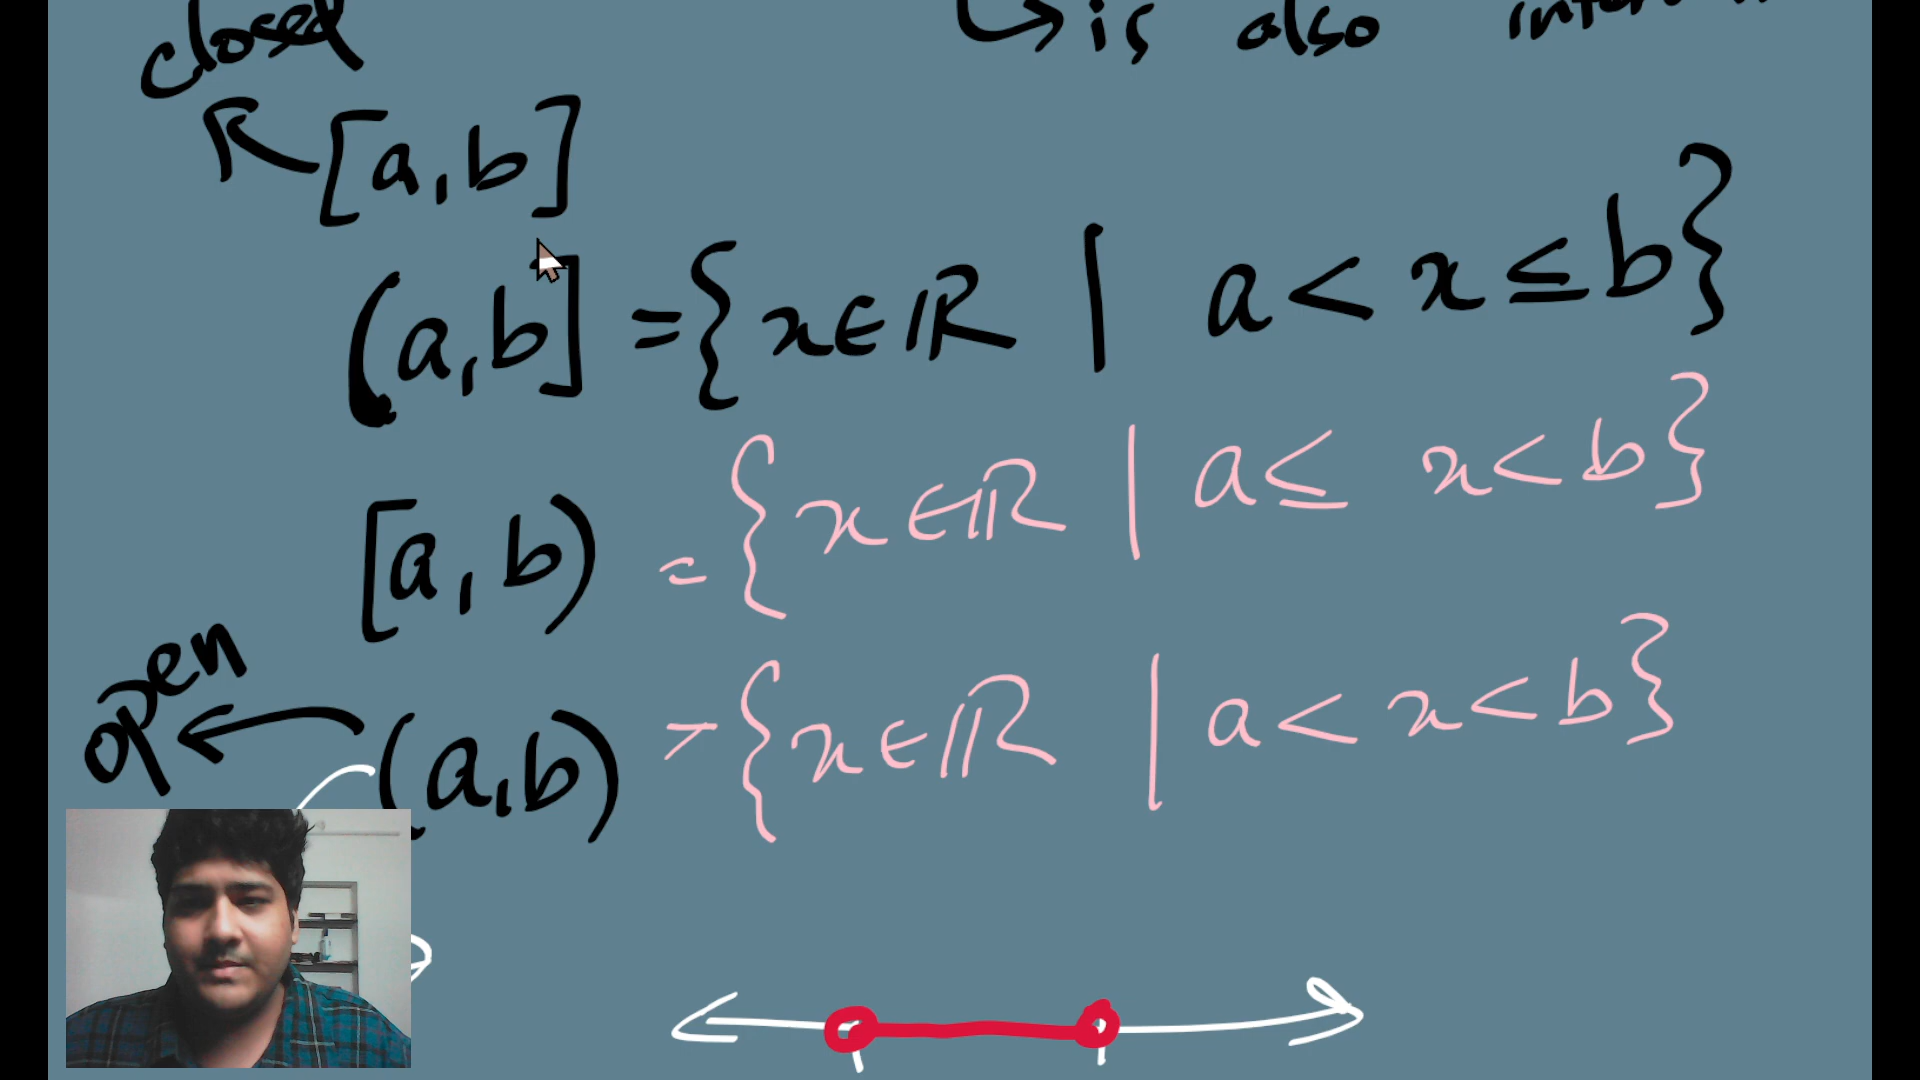 closed
is also
[a,b]
(a,b] = {x∈ℝ | a < x ≤ b}
[a,b) = {x∈ℝ | a ≤ x < b}
open
(a,b) = {x∈ℝ | a < x < b}